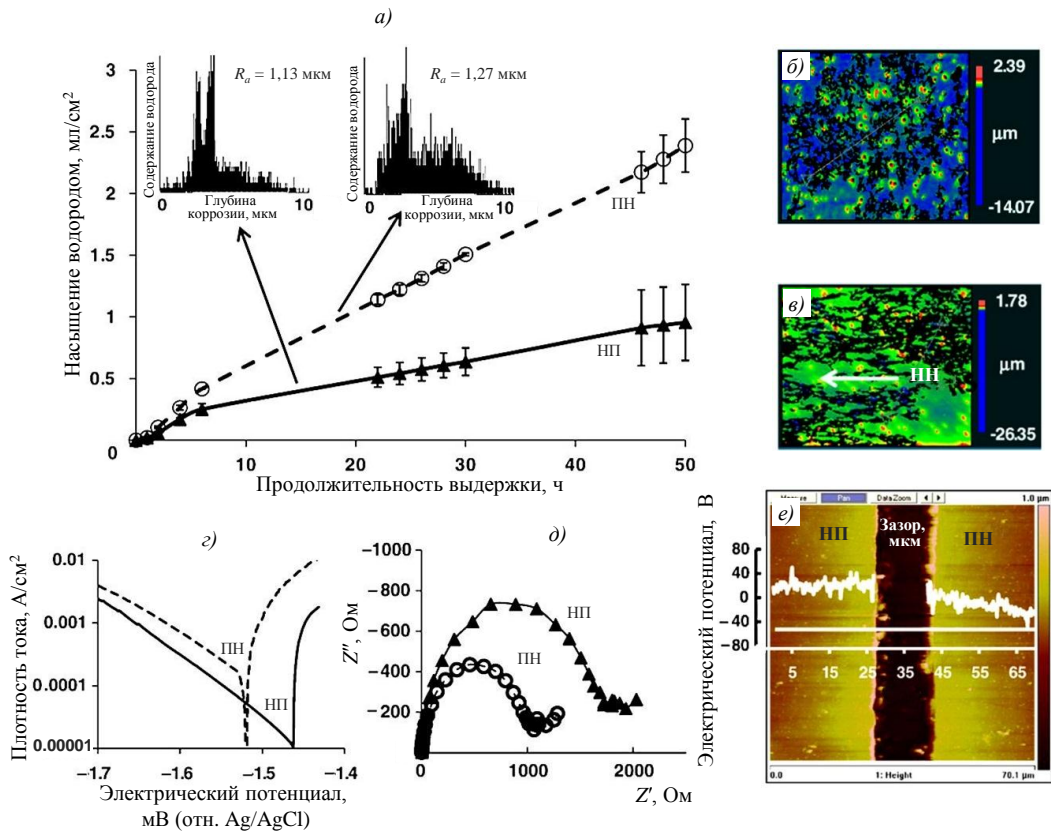 а)
Насыщение водородом, мл/см²
3
2.5
2
1.5
1
0.5
0
0
10
20
30
40
50
Продолжительность выдержки, ч
Содержание водорода
Rа = 1,13 мкм
0
10
Глубина
коррозии, мкм
Содержание водорода
Rа = 1,27 мкм
0
10
Глубина
коррозии, мкм
ПН
НП
б)
2.39
µm
-14.07
в)
НН
1.78
µm
-26.35
г)
Плотность тока, А/см²
0.01
0.001
0.0001
0.00001
ПН
НП
−1.7
−1.6
−1.5
−1.4
Электрический потенциал,
мВ (отн. Ag/AgCl)
д)
Z″, Ом
−1000
−800
−600
−400
−200
НП
ПН
0
1000
2000
Z′, Ом
е)
Электрический потенциал, В
80
40
0
−40
−80
Pan
Data Zoom
1.0 µm
НП
Зазор,
мкм
ПН
5
15
25
35
45
55
65
0.0
1: Height
70.1 µm